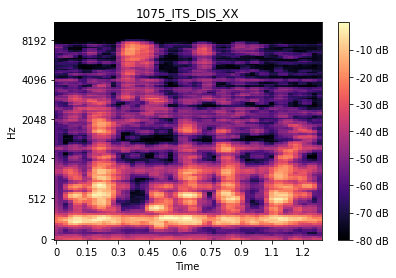 1075_ITS_DIS_XX
8192
4096
2048
1024
512
0
Hz
0 0.15 0.3 0.45 0.6 0.75 0.9 1.1 1.2
Time
-10 dB
-20 dB
-30 dB
-40 dB
-50 dB
-60 dB
-70 dB
-80 dB